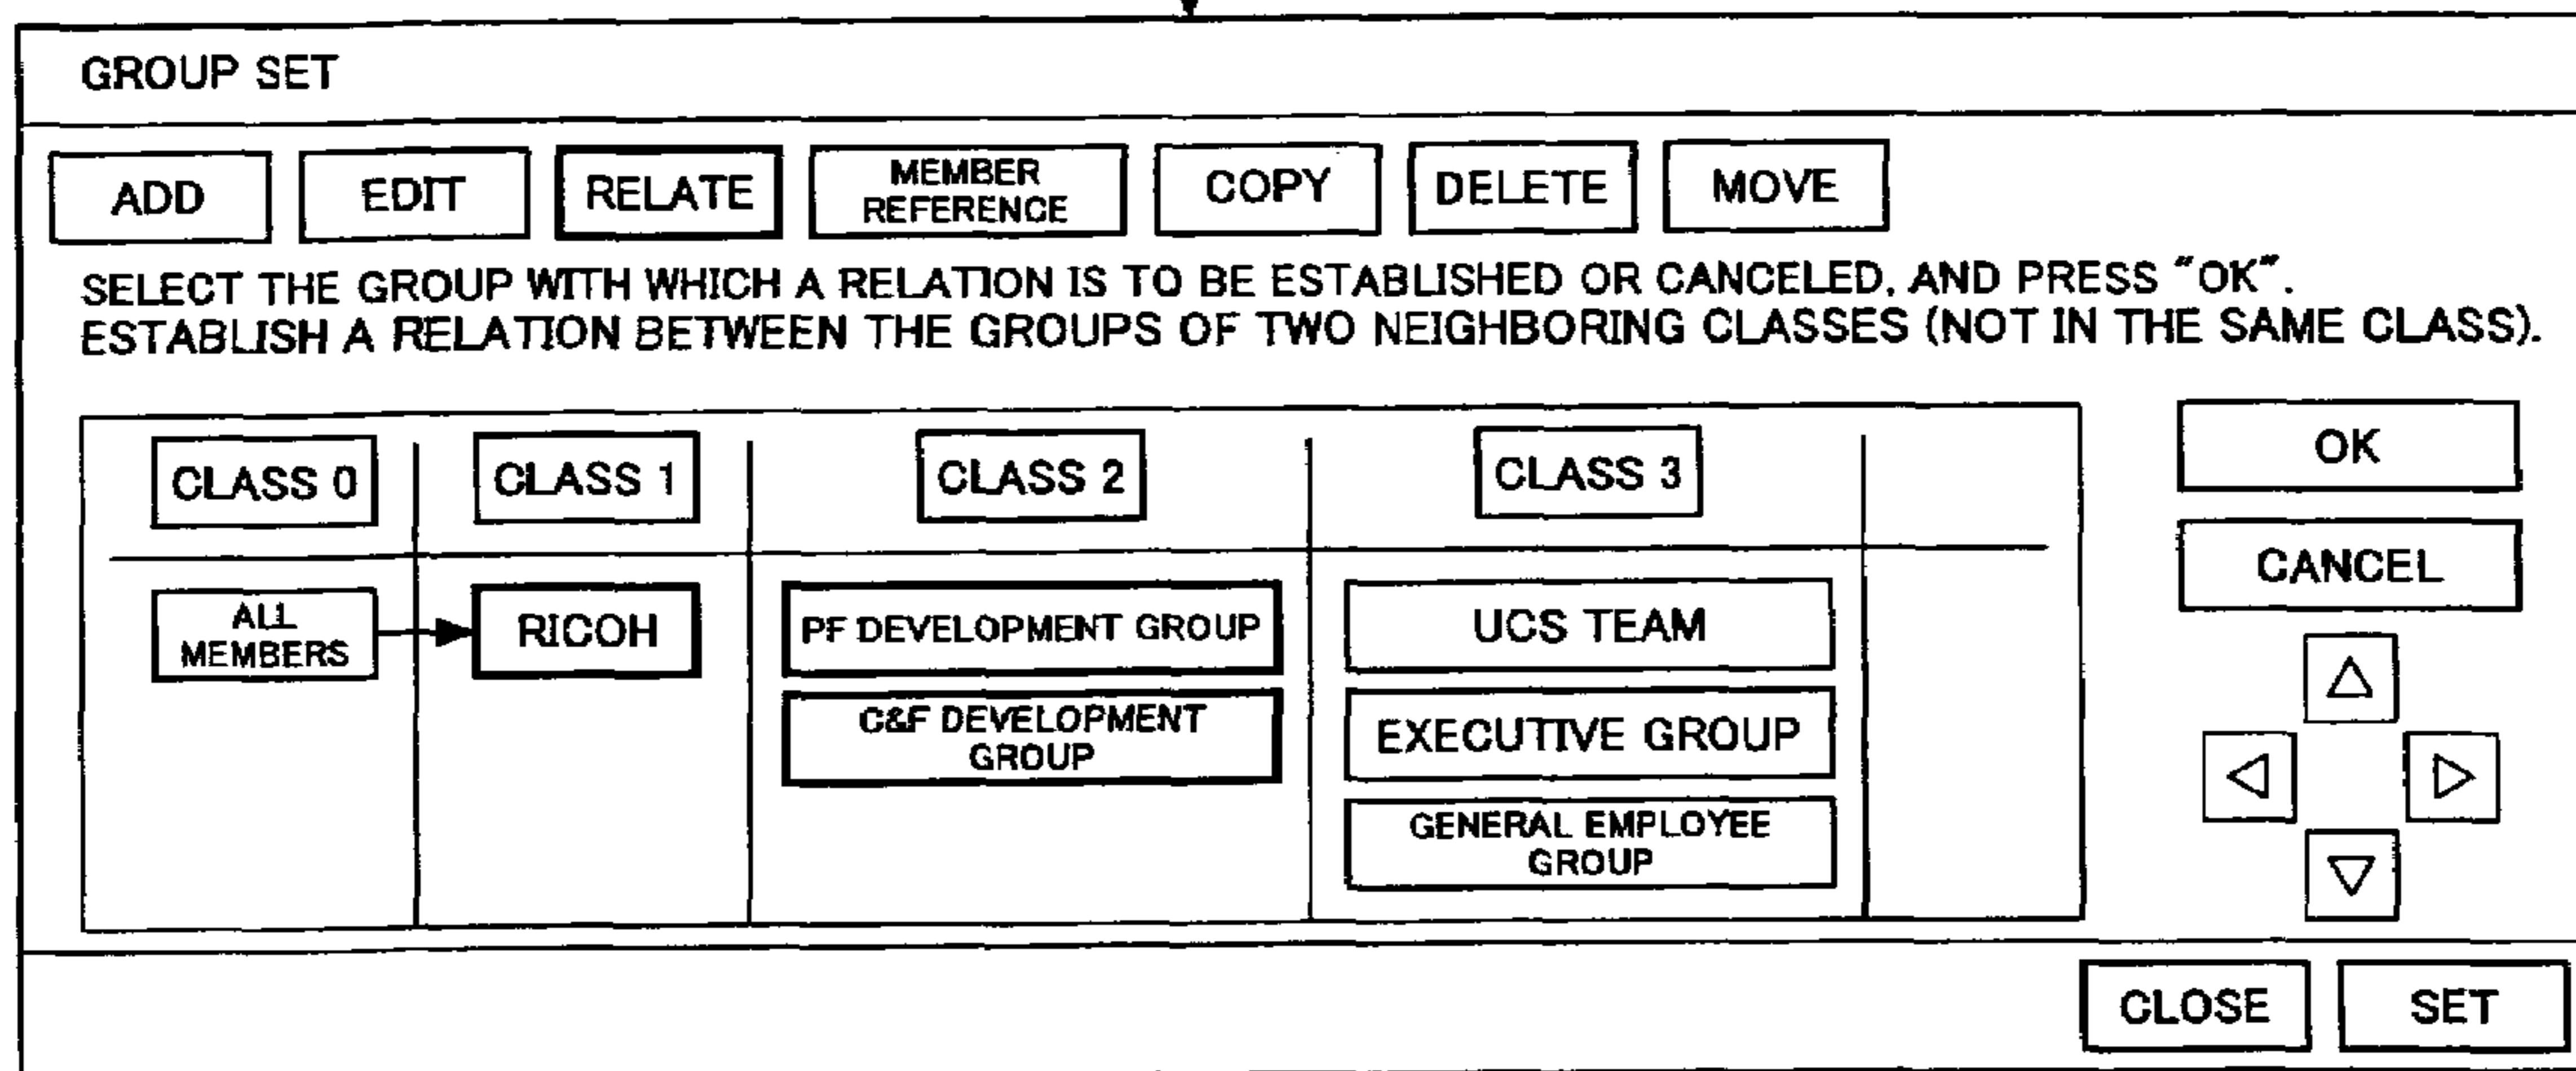 GROUP SET
ADD EDIT RELATE MEMBER REFERENCE COPY DELETE MOVE
SELECT THE GROUP WITH WHICH A RELATION IS TO BE ESTABLISHED OR CANCELED, AND PRESS "OK".
ESTABLISH A RELATION BETWEEN THE GROUPS OF TWO NEIGHBORING CLASSES (NOT IN THE SAME CLASS).
CLASS 0 CLASS 1 CLASS 2 CLASS 3
ALL
MEMBERS
RICOH
PF DEVELOPMENT GROUP
C&F DEVELOPMENT
GROUP
UCS TEAM
EXECUTIVE GROUP
GENERAL EMPLOYEE
GROUP
OK
CANCEL
CLOSE SET